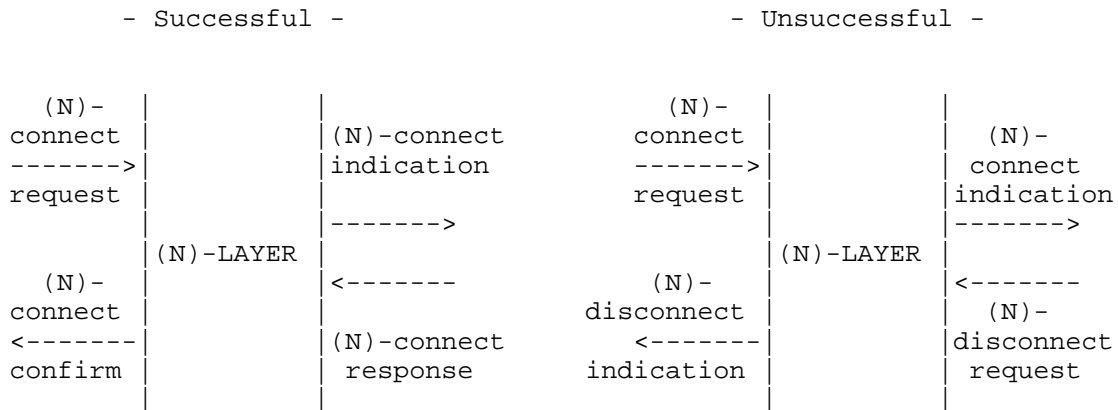 - Successful - - Unsuccessful -
(N)- | | (N)- | |
connect | |(N)-connect connect | | (N)-
------->| |indication ------->| | connect
request | | request | |indication
| |-------> | |------->
|(N)-LAYER | |(N)-LAYER |
(N)- | |<------- (N)- | |<-------
connect | | disconnect | | (N)-
<-------| |(N)-connect <-------| |disconnect
confirm | | response indication | | request
| | | |